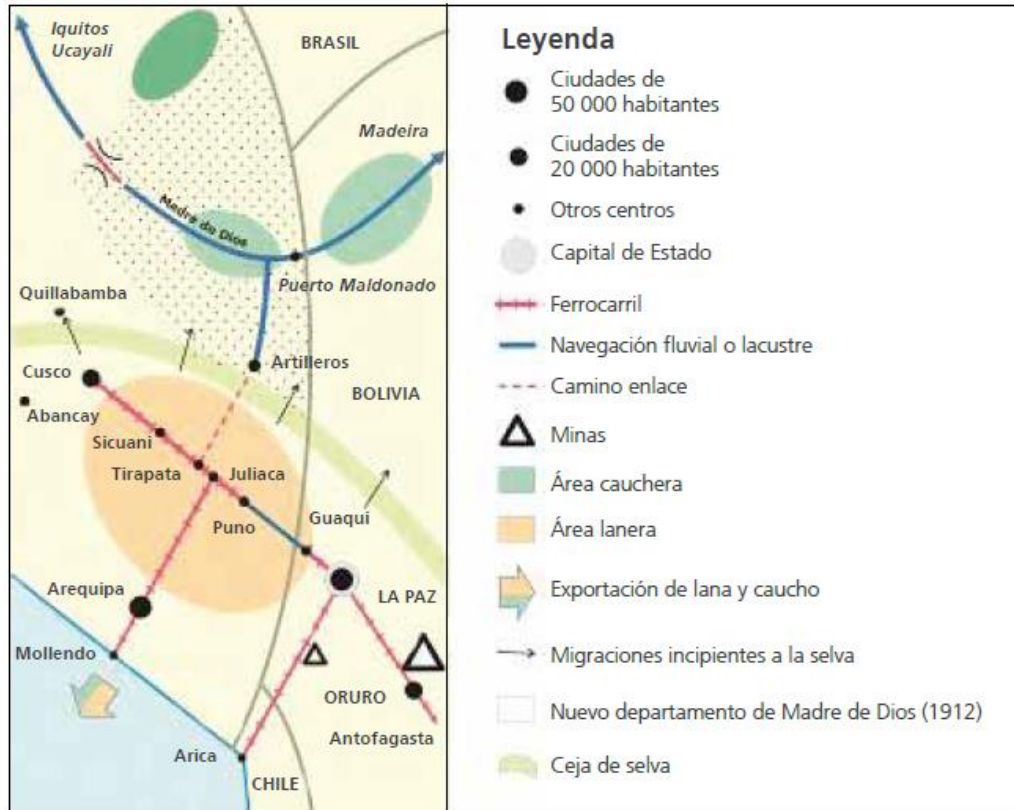 Iquitos
Ucayali
BRASIL
Madeira
Madre de Dios
Puerto Maldonado
Quillabamba
Cusco
Artilleros
BOLIVIA
Abancay
Sicuani
Tirapata
Juliaca
Puno
Guaqui
Arequipa
LA PAZ
Mollendo
ORURO
Antofagasta
Arica
CHILE
Leyenda
Ciudades de
50 000 habitantes
Ciudades de
20 000 habitantes
Otros centros
Capital de Estado
Ferrocarril
Navegación fluvial o lacustre
Camino enlace
Minas
Área cauchera
Área lanera
Exportación de lana y caucho
Migraciones incipientes a la selva
Nuevo departamento de Madre de Dios (1912)
Ceja de selva